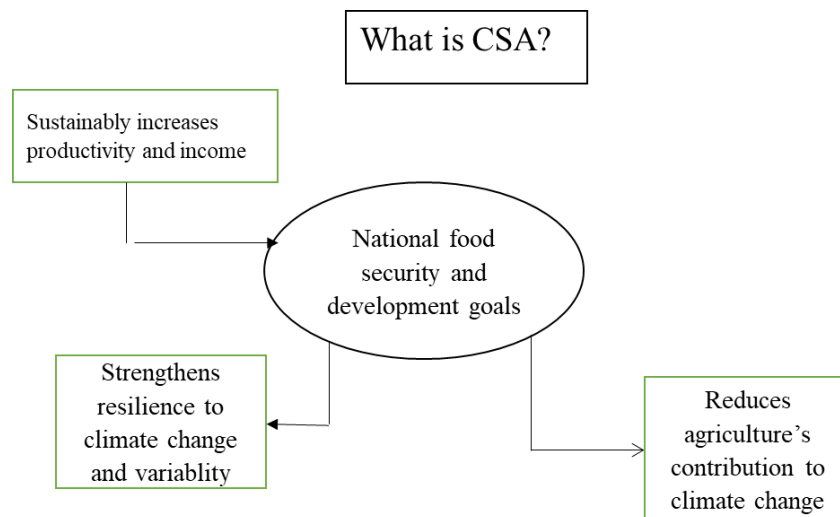 What is CSA?
Sustainably increases
productivity and income
National food
security and
development goals
Strengthens
resilience to
climate change
and variablity
Reduces
agriculture’s
contribution to
climate change